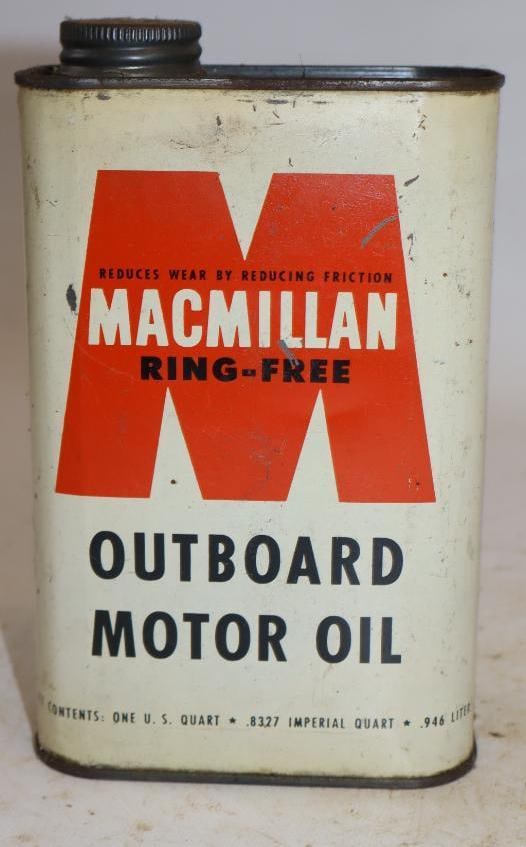 M
REDUCES WEAR BY REDUCING FRICTION
MACMILLAN
RING-FREE
OUTBOARD
MOTOR OIL
CONTENTS: ONE U. S. QUART ★ .8327 IMPERIAL QUART ★ .946 LITER